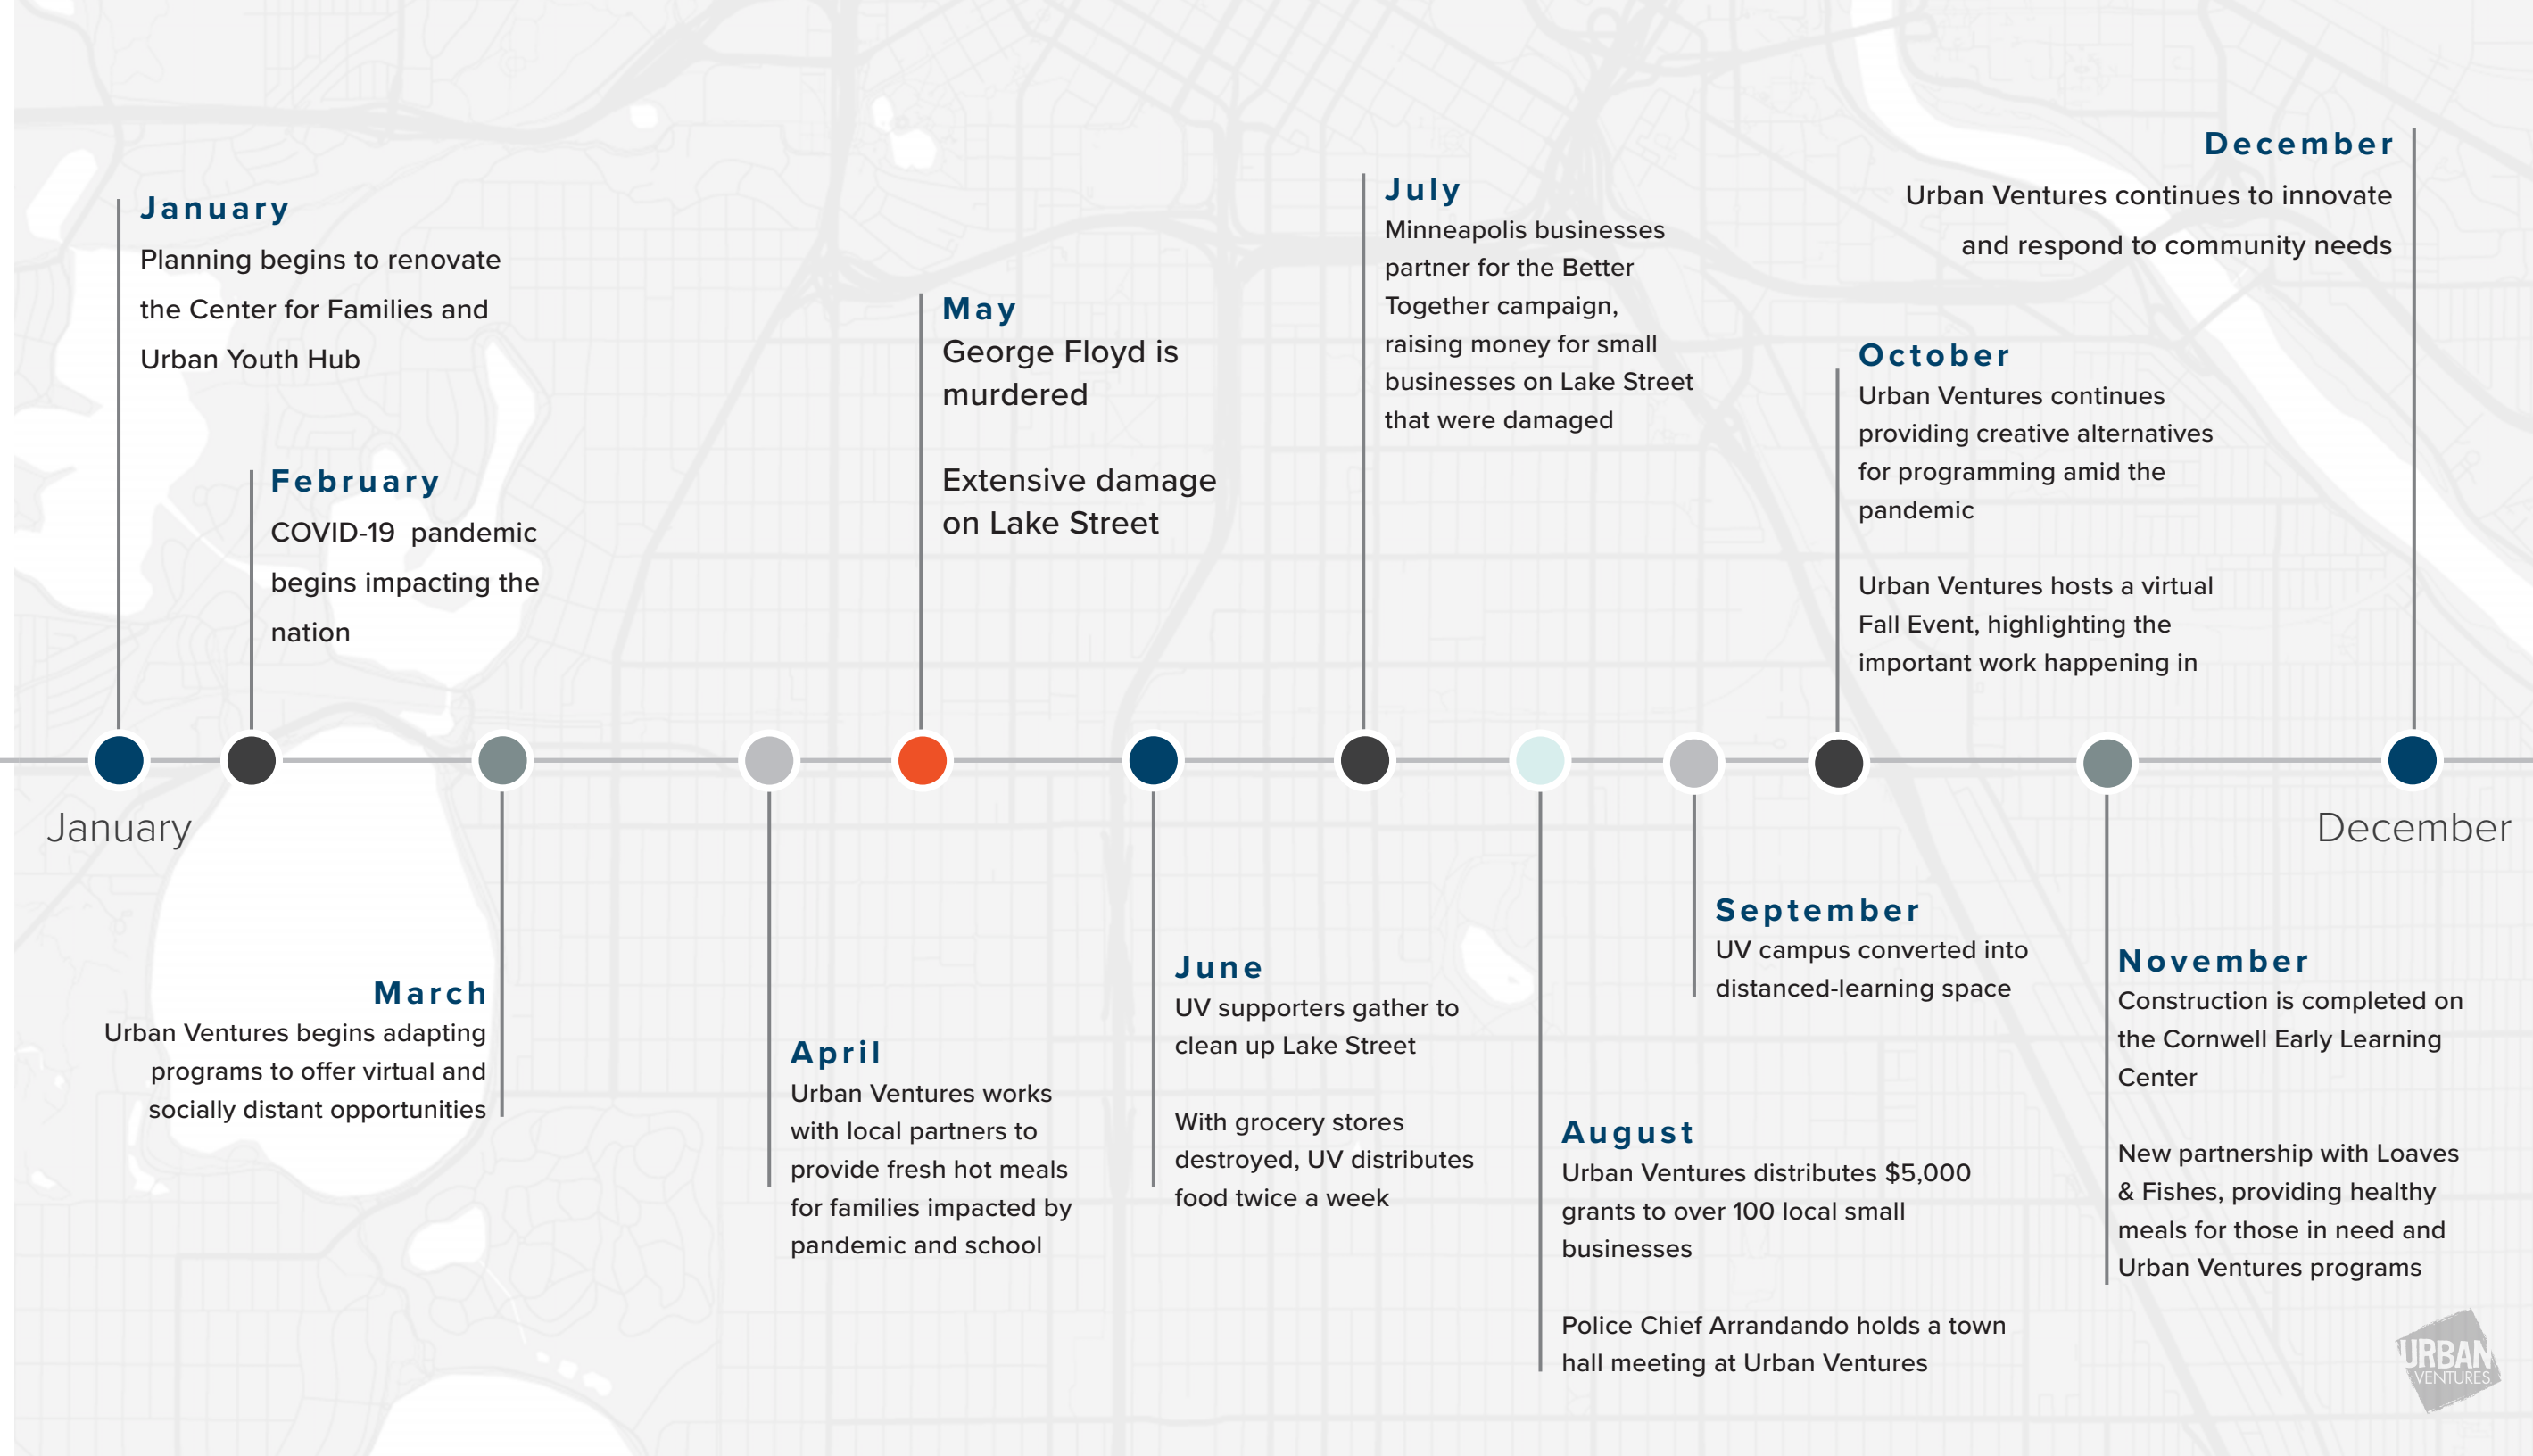 January
Planning begins to renovate
the Center for Families and
Urban Youth Hub
February
COVID-19  pandemic
begins impacting the
nation
May
George Floyd is
murdered
Extensive damage
on Lake Street
July
Minneapolis businesses
partner for the Better
Together campaign,
raising money for small
businesses on Lake Street
that were damaged
October
Urban Ventures continues
providing creative alternatives
for programming amid the
pandemic
Urban Ventures hosts a virtual
Fall Event, highlighting the
important work happening in
December
Urban Ventures continues to innovate
and respond to community needs
January
December
March
Urban Ventures begins adapting
programs to offer virtual and
socially distant opportunities
April
Urban Ventures works
with local partners to
provide fresh hot meals
for families impacted by
pandemic and school
June
UV supporters gather to
clean up Lake Street
With grocery stores
destroyed, UV distributes
food twice a week
August
Urban Ventures distributes $5,000
grants to over 100 local small
businesses
Police Chief Arrandando holds a town
hall meeting at Urban Ventures
September
UV campus converted into
distanced-learning space
November
Construction is completed on
the Cornwell Early Learning
Center
New partnership with Loaves
& Fishes, providing healthy
meals for those in need and
Urban Ventures programs
URBAN
VENTURES